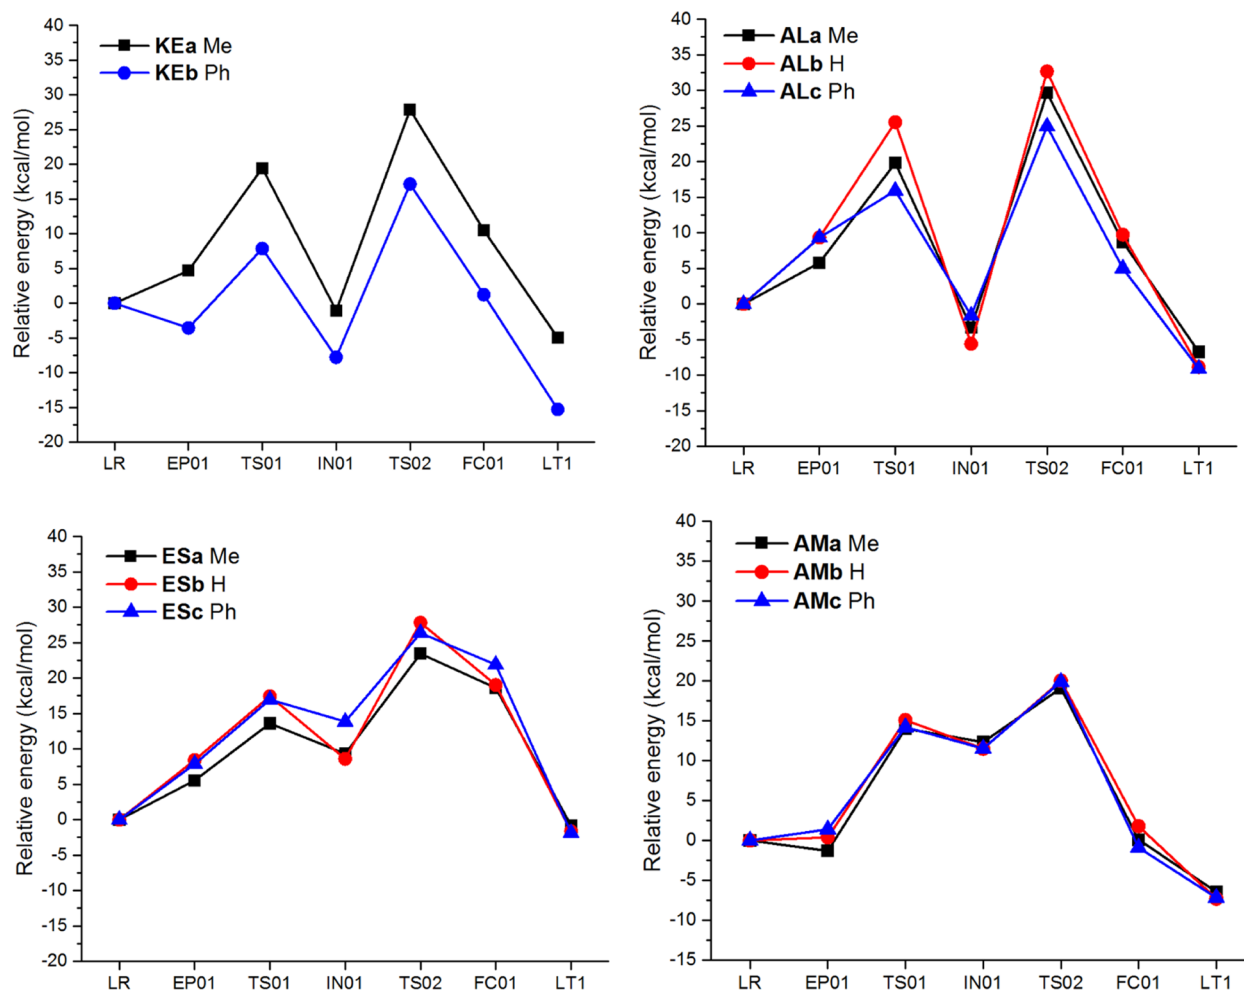 KEa Me
KEb Ph
Relative energy (kcal/mol)
40
35
30
25
20
15
10
5
0
-5
-10
-15
-20
LR EP01 TS01 IN01 TS02 FC01 LT1
ALa Me
ALb H
ALc Ph
Relative energy (kcal/mol)
40
35
30
25
20
15
10
5
0
-5
-10
-15
-20
LR EP01 TS01 IN01 TS02 FC01 LT1
ESa Me
ESb H
ESc Ph
Relative energy (kcal/mol)
40
35
30
25
20
15
10
5
0
-5
-10
-15
-20
LR EP01 TS01 IN01 TS02 FC01 LT1
AMa Me
AMb H
AMc Ph
Relative energy (kcal/mol)
40
35
30
25
20
15
10
5
0
-5
-10
-15
LR EP01 TS01 IN01 TS02 FC01 LT1